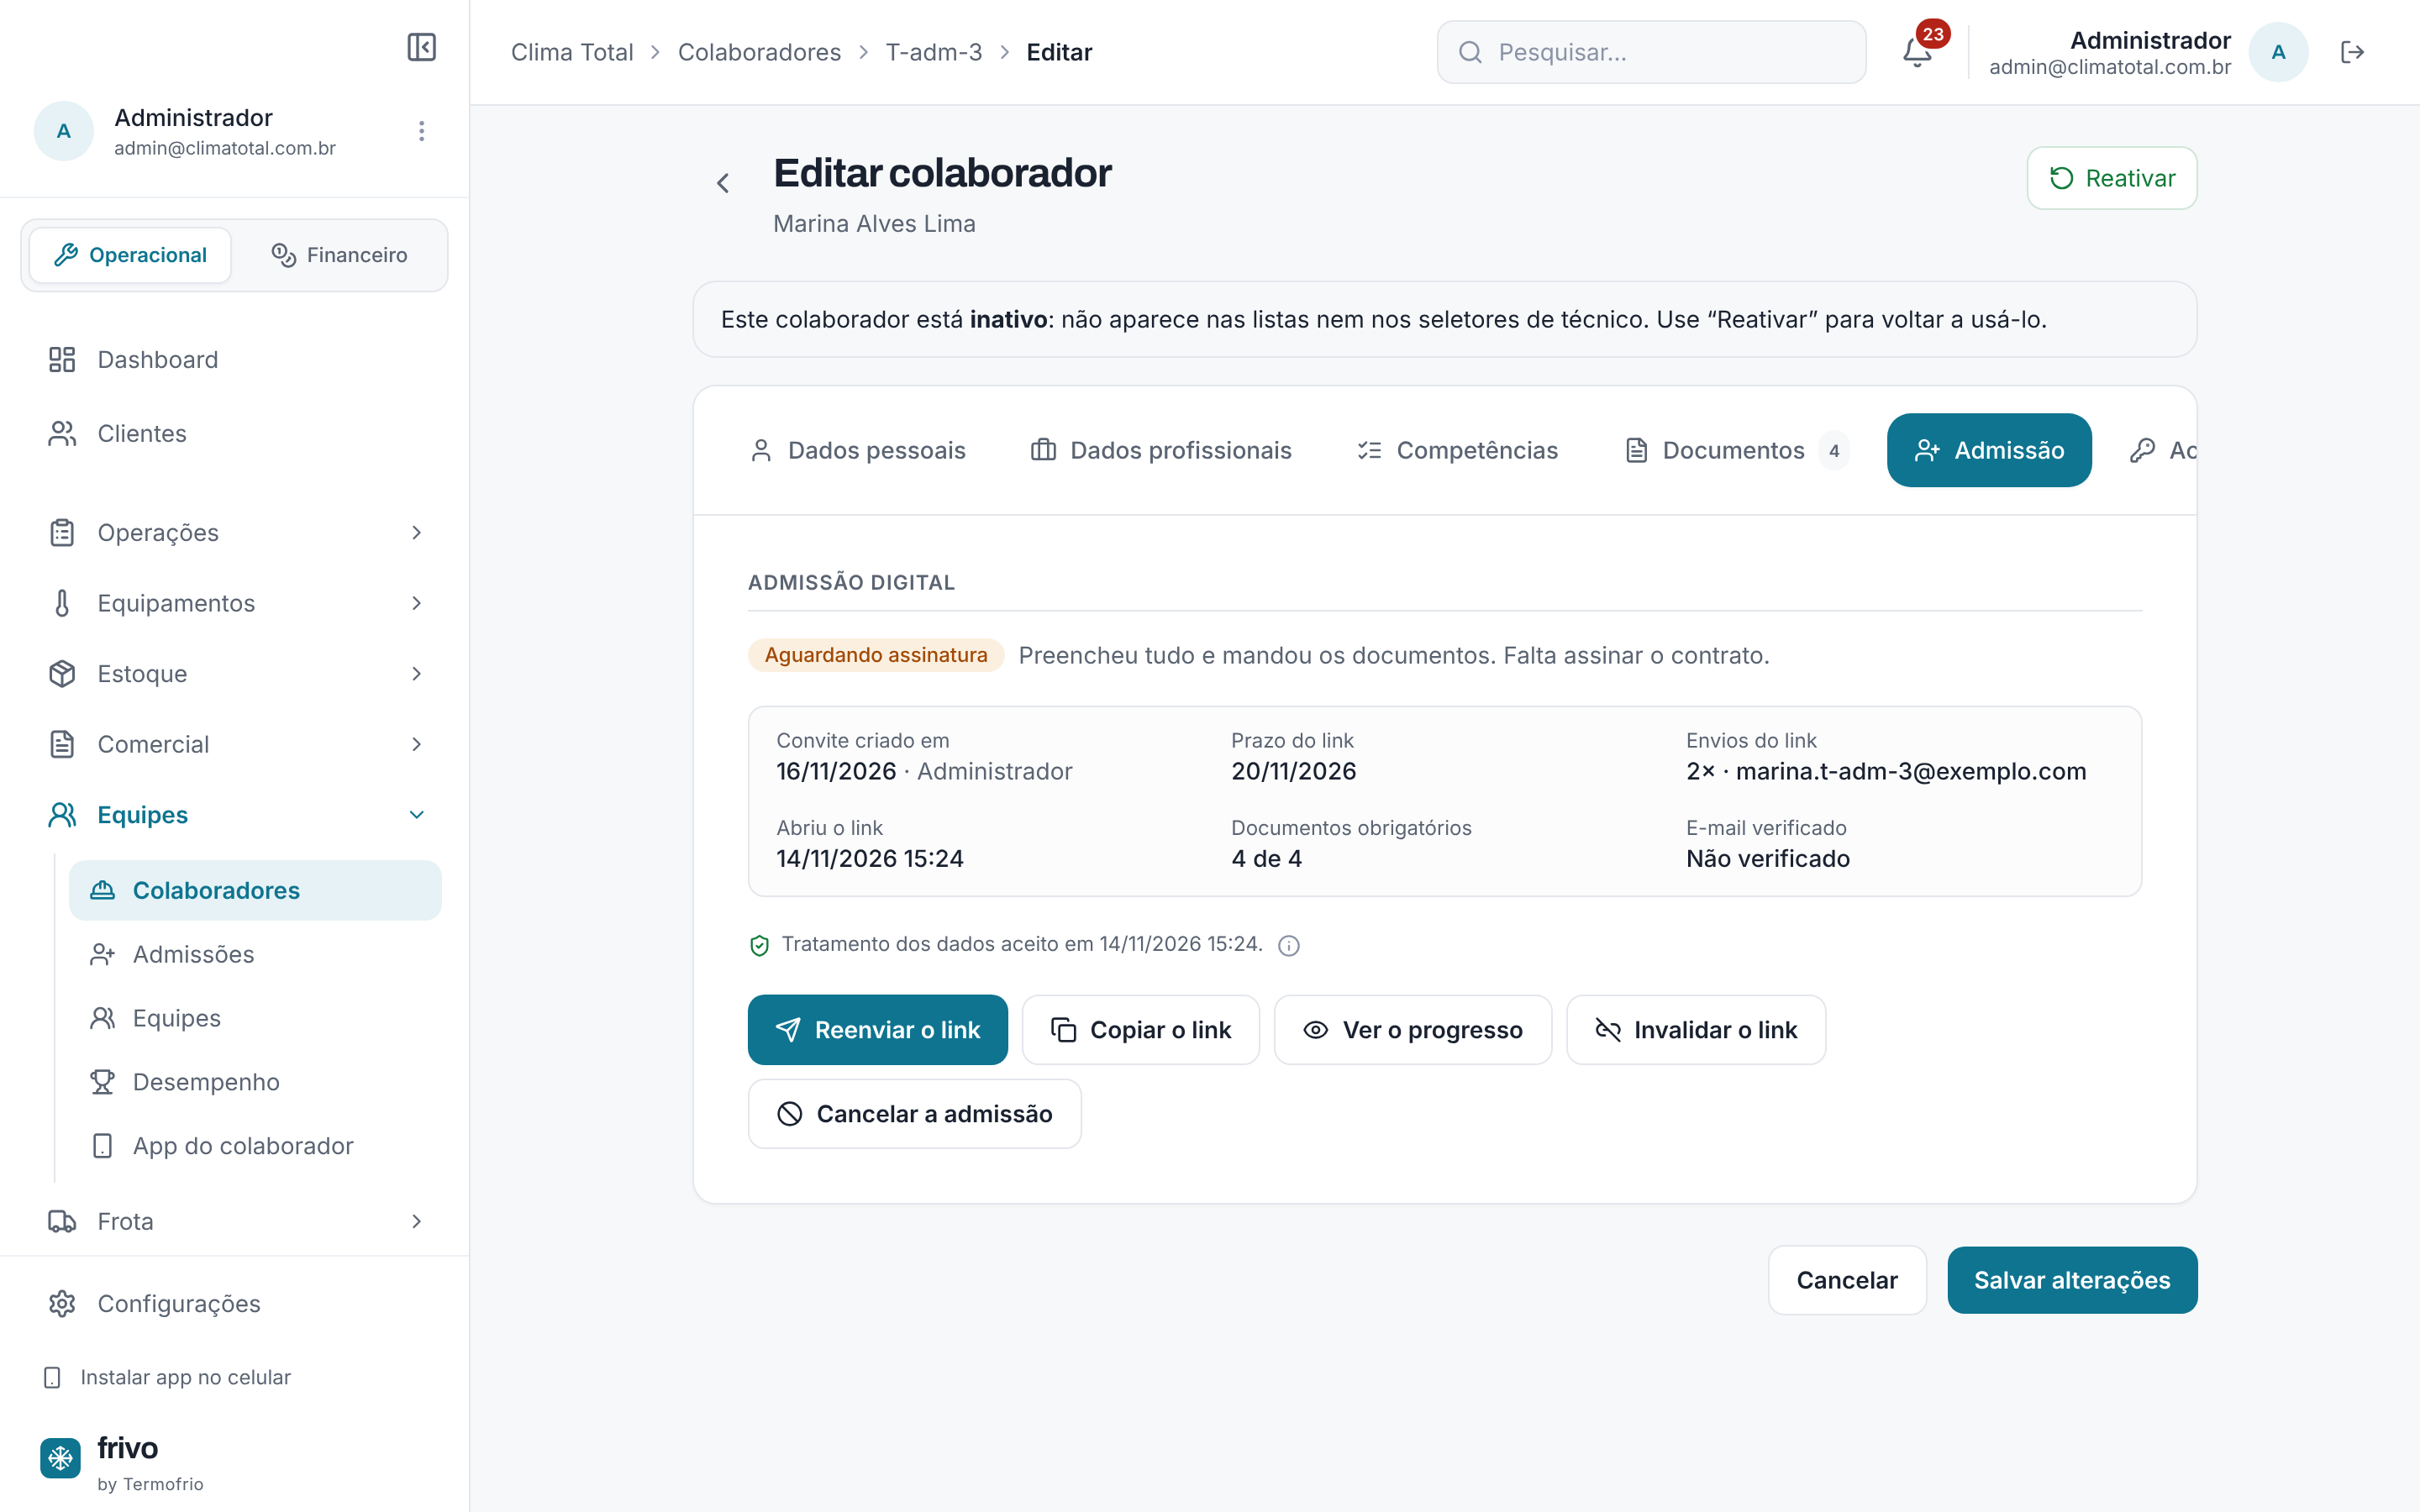 Clima Total > Colaboradores > T-adm-3 > Editar
Pesquisar...
23
Administrador
admin@climatotal.com.br
A
A
Administrador
admin@climatotal.com.br
Operacional
Financeiro
Dashboard
Clientes
Operações
Equipamentos
Estoque
Comercial
Equipes
Colaboradores
Admissões
Equipes
Desempenho
App do colaborador
Frota
Configurações
Instalar app no celular
frivo
by Termofrio
Editar colaborador
Marina Alves Lima
Reativar
Este colaborador está inativo: não aparece nas listas nem nos seletores de técnico. Use “Reativar” para voltar a usá-lo.
Dados pessoais
Dados profissionais
Competências
Documentos 4
Admissão
ADMISSÃO DIGITAL
Aguardando assinatura Preencheu tudo e mandou os documentos. Falta assinar o contrato.
Convite criado em
16/11/2026 · Administrador
Prazo do link
20/11/2026
Envios do link
2× · marina.t-adm-3@exemplo.com
Abriu o link
14/11/2026 15:24
Documentos obrigatórios
4 de 4
E-mail verificado
Não verificado
Tratamento dos dados aceito em 14/11/2026 15:24.
Reenviar o link
Copiar o link
Ver o progresso
Invalidar o link
Cancelar a admissão
Cancelar
Salvar alterações